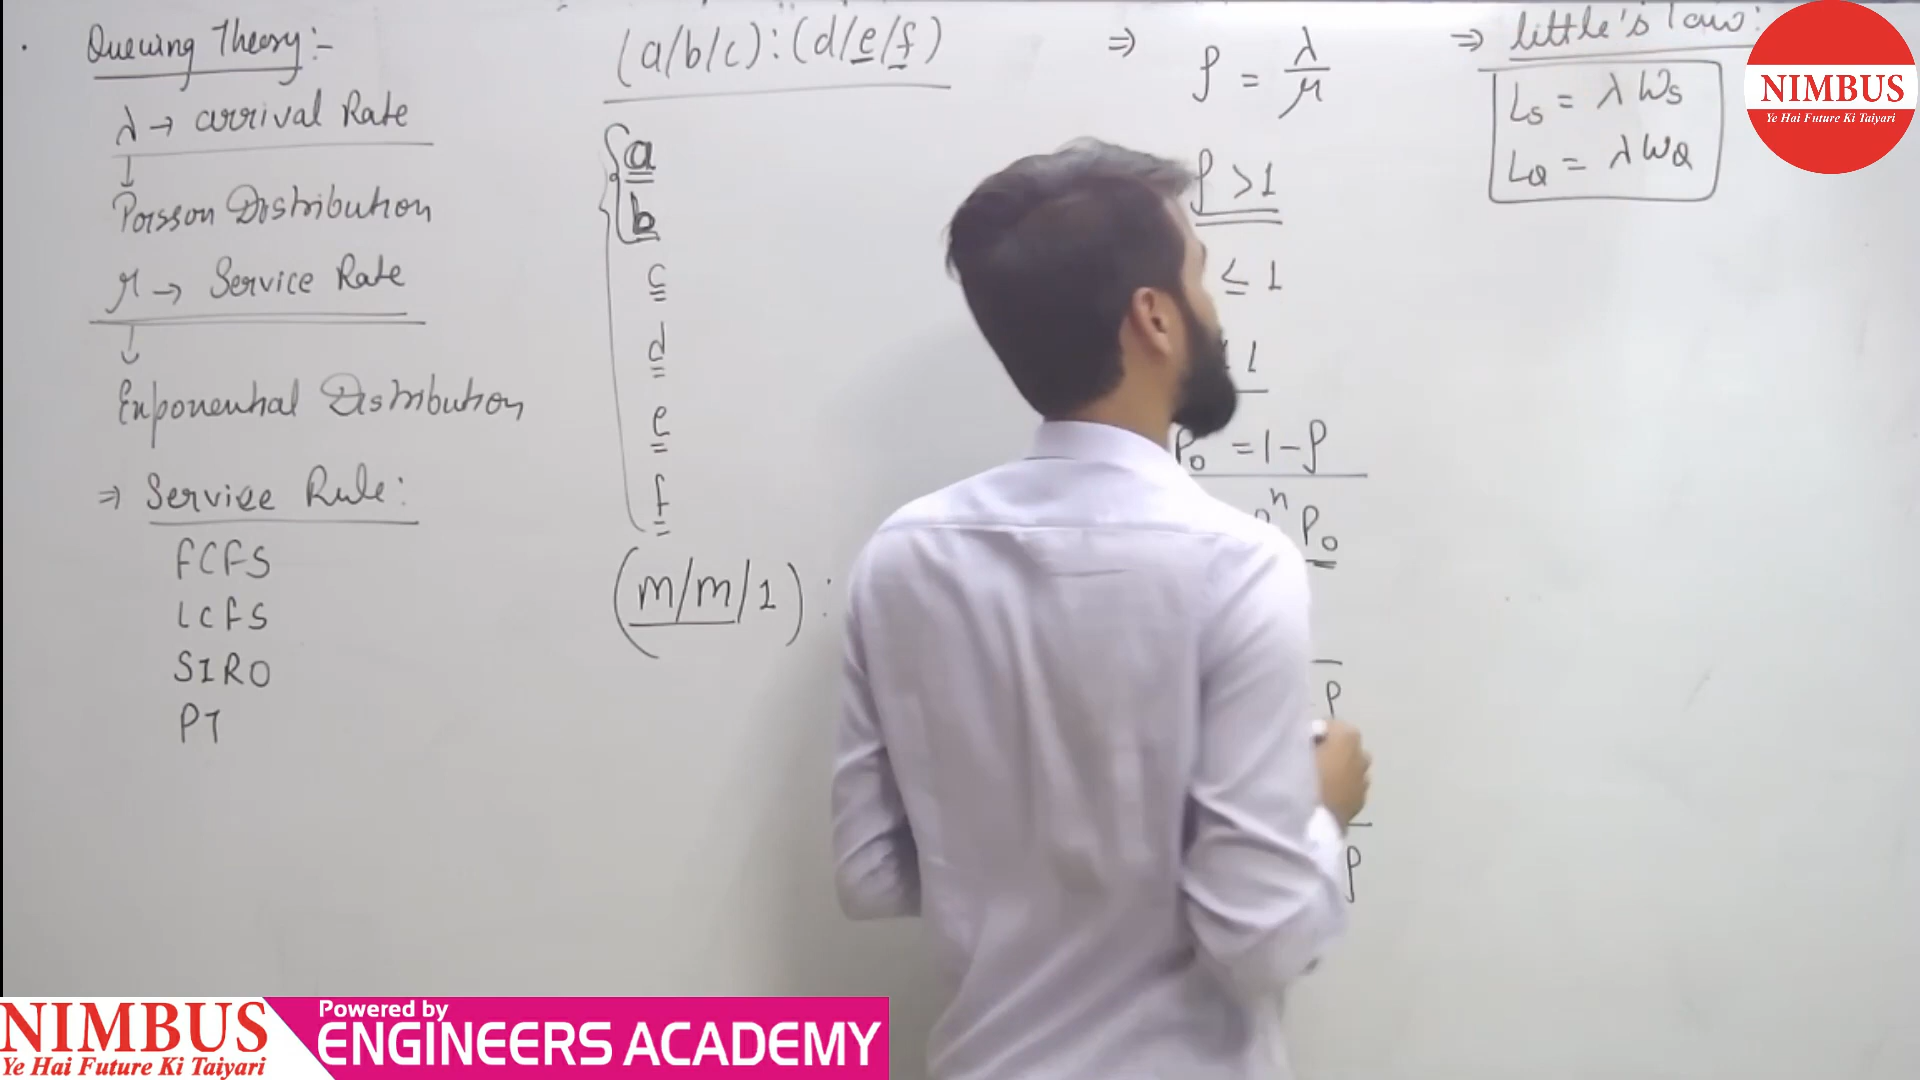 Queuing Theory:-
λ → arrival Rate
↓
Poisson Distribution
μ → Service Rate
↓
Exponential Distribution
⇒ Service Rule:
FCFS
LCFS
SIRO
PT
(a/b/c):(d/e/f)
a
b
c
d
e
f
(m/m/1):
⇒ ρ = λ/μ
ρ > 1
≤ 1
1
P₀ = 1-ρ
ⁿ P₀
ρ
ρ
⇒ little's law:
Ls = λ Ws
LQ = λ WQ
NIMBUS
Ye Hai Future Ki Taiyari
NIMBUS
Ye Hai Future Ki Taiyari
Powered by
ENGINEERS ACADEMY